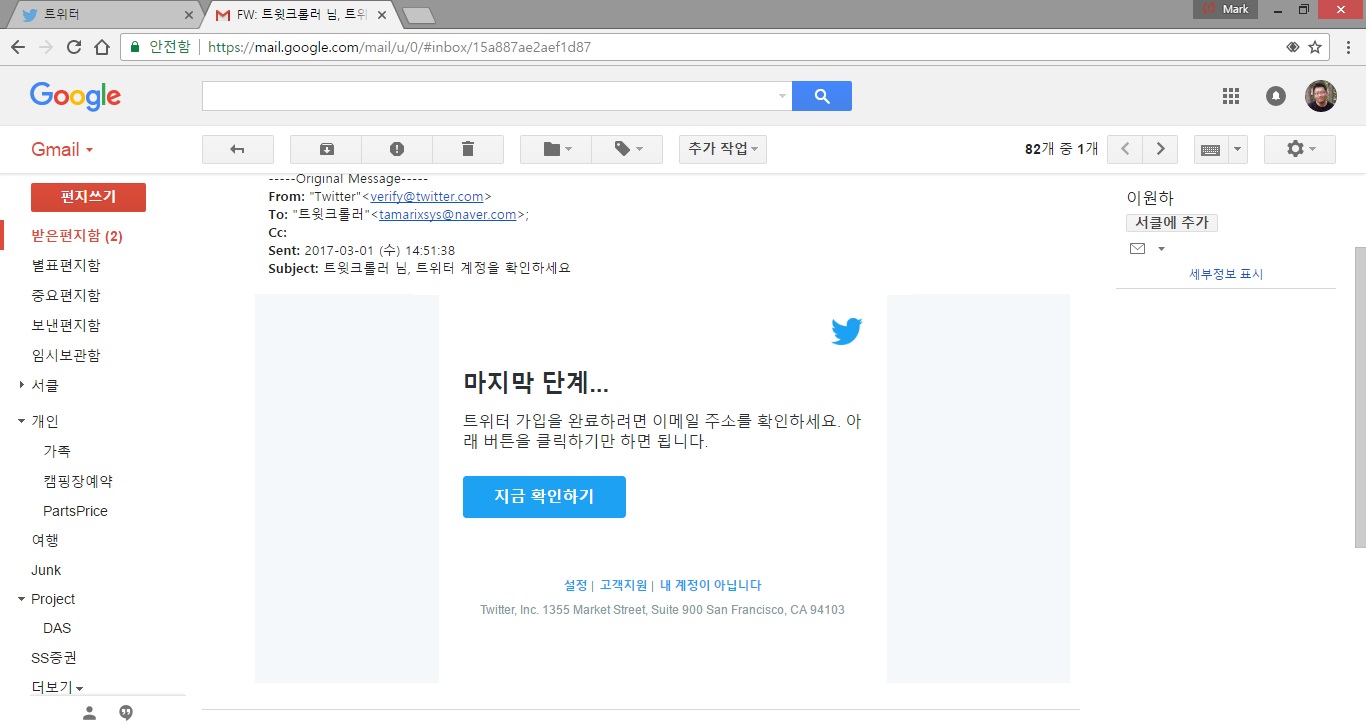 트위터
FW: 트윗크롤러 님, 트위
Mark
안전함 https://mail.google.com/mail/u/0/#inbox/15a887ae2aef1d87
Google
Gmail
추가 작업
82개 중 1개
편지쓰기
받은편지함 (2)
별표편지함
중요편지함
보낸편지함
임시보관함
서클
개인
가족
캠핑장예약
PartsPrice
여행
Junk
Project
DAS
SS증권
더보기
-----Original Message-----
From: "Twitter"<verify@twitter.com>
To: "트윗크롤러"<tamarixsys@naver.com>;
Cc:
Sent: 2017-03-01 (수) 14:51:38
Subject: 트윗크롤러 님, 트위터 계정을 확인하세요
마지막 단계...
트위터 가입을 완료하려면 이메일 주소를 확인하세요. 아
래 버튼을 클릭하기만 하면 됩니다.
지금 확인하기
설정 | 고객지원 | 내 계정이 아닙니다
Twitter, Inc. 1355 Market Street, Suite 900 San Francisco, CA 94103
이원하
서클에 추가
세부정보 표시